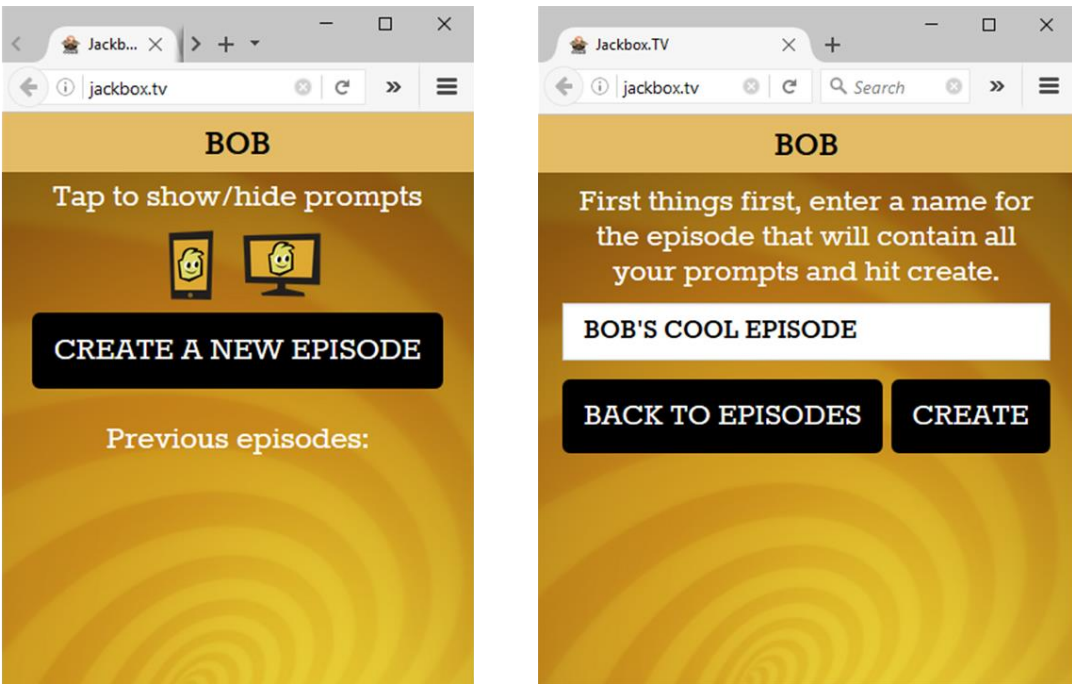 Jackb...
jackbox.tv
BOB
Tap to show/hide prompts
CREATE A NEW EPISODE
Previous episodes:
Jackbox.TV
jackbox.tv
Search
BOB
First things first, enter a name for
the episode that will contain all
your prompts and hit create.
BOB'S COOL EPISODE
BACK TO EPISODES
CREATE